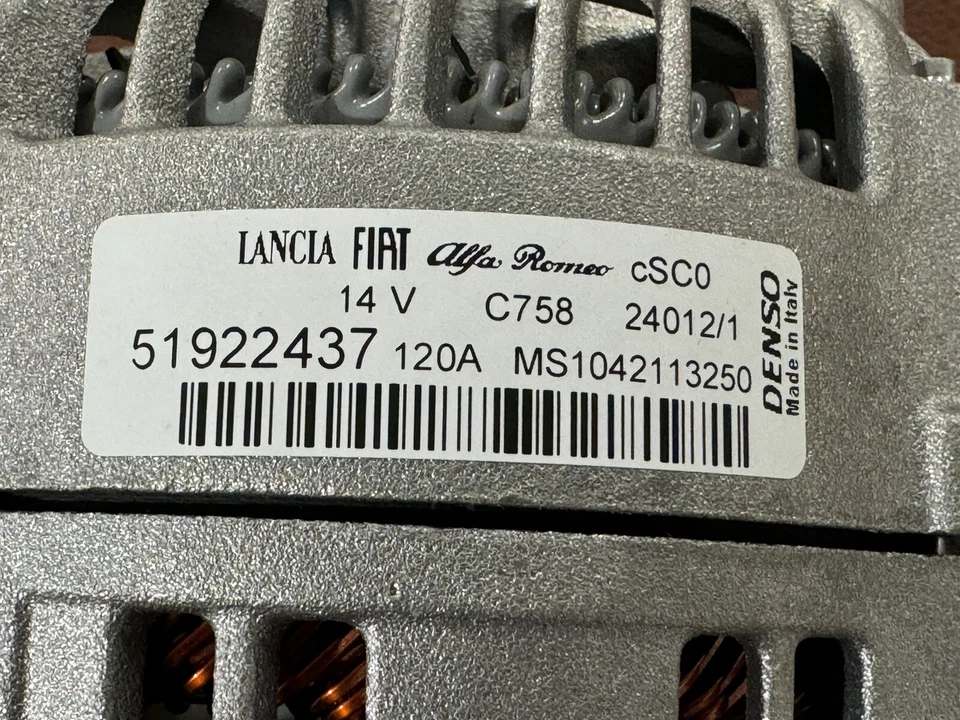 LANCIA FIAT Alfa Romeo cSC0
14 V C758 24012/1
51922437 120A MS1042113250
DENSO
Made in Italy